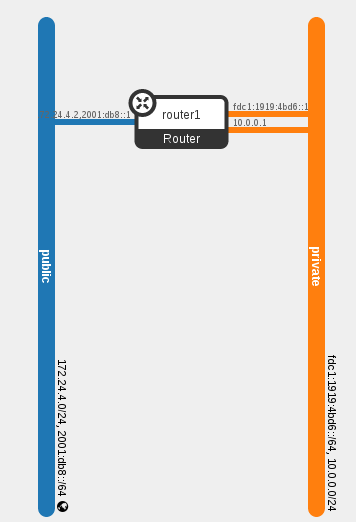 24.4.2,2001:db8::1
router1
Router
fdc1:1919:4bd6::1
10.0.0.1
public
private
172.24.4.0/24, 2001:db8::/64
fdc1:1919:4bd6::/64, 10.0.0.0/24